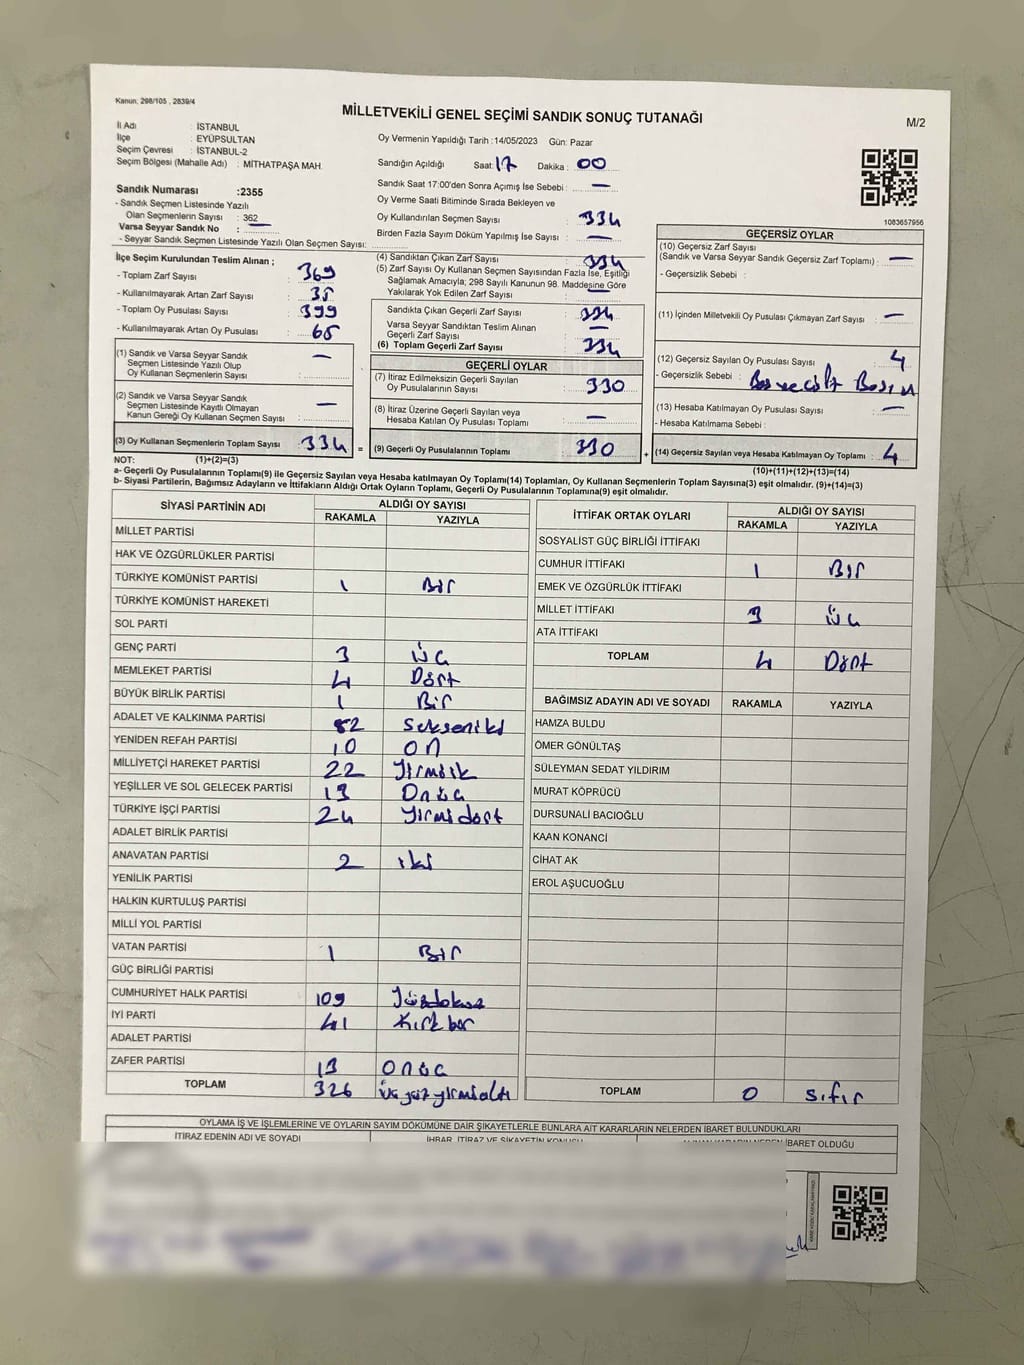 Kanun: 298/105 , 2839/4
MİLLETVEKİLİ GENEL SEÇİMİ SANDIK SONUÇ TUTANAĞI
M/2
İl Adı : İSTANBUL
İlçe : EYÜPSULTAN
Seçim Çevresi : İSTANBUL-2
Seçim Bölgesi (Mahalle Adı) : MİTHATPAŞA MAH.
Sandık Numarası :2355
- Sandık Seçmen Listesinde Yazılı
Olan Seçmenlerin Sayısı : 362
Varsa Seyyar Sandık No :
- Seyyar Sandık Seçmen Listesinde Yazılı Olan Seçmen Sayısı:
Oy Vermenin Yapıldığı Tarih :14/05/2023 Gün: Pazar
Sandığın Açıldığı Saat: 17 Dakika : 00
Sandık Saat 17:00'den Sonra Açımış İse Sebebi : —
Oy Verme Saati Bitiminde Sırada Bekleyen ve
Oy Kullandırılan Seçmen Sayısı : 334
Birden Fazla Sayım Döküm Yapılmış İse Sayısı : —
1083657956
İlçe Seçim Kurulundan Teslim Alınan ;
- Toplam Zarf Sayısı : 369
- Kullanılmayarak Artan Zarf Sayısı : 35
- Toplam Oy Pusulası Sayısı : 399
- Kullanılmayarak Artan Oy Pusulası : 65
(1) Sandık ve Varsa Seyyar Sandık
Seçmen Listesinde Yazılı Olup
Oy Kullanan Seçmenlerin Sayısı : —
(2) Sandık ve Varsa Seyyar Sandık
Seçmen Listesinde Kayıtlı Olmayan
Kanun Gereği Oy Kullanan Seçmen Sayısı : —
(3) Oy Kullanan Seçmenlerin Toplam Sayısı : 334 =
(4) Sandıktan Çıkan Zarf Sayısı : 334
(5) Zarf Sayısı Oy Kullanan Seçmen Sayısından Fazla İse, Eşitliği
Sağlamak Amacıyla; 298 Sayılı Kanunun 98. Maddesine Göre
Yakılarak Yok Edilen Zarf Sayısı : —
Sandıkta Çıkan Geçerli Zarf Sayısı : 334
Varsa Seyyar Sandıktan Teslim Alınan
Geçerli Zarf Sayısı : —
(6) Toplam Geçerli Zarf Sayısı : 334
GEÇERLİ OYLAR
(7) İtiraz Edilmeksizin Geçerli Sayılan
Oy Pusulalarının Sayısı : 330
(8) İtiraz Üzerine Geçerli Sayılan veya
Hesaba Katılan Oy Pusulası Toplamı : —
(9) Geçerli Oy Pusulalarının Toplamı : 330 +
GEÇERSİZ OYLAR
(10) Geçersiz Zarf Sayısı
(Sandık ve Varsa Seyyar Sandık Geçersiz Zarf Toplamı) : —
- Geçersizlik Sebebi :
(11) İçinden Milletvekili Oy Pusulası Çıkmayan Zarf Sayısı : —
(12) Geçersiz Sayılan Oy Pusulası Sayısı : 4
- Geçersizlik Sebebi : Bos ve cift Basım
(13) Hesaba Katılmayan Oy Pusulası Sayısı : —
- Hesaba Katılmama Sebebi :
(14) Geçersiz Sayılan veya Hesaba Katılmayan Oy Toplamı : 4
NOT: (1)+(2)=(3) (10)+(11)+(12)+(13)=(14)
a- Geçerli Oy Pusulasının Toplamı(9) ile Geçersiz Sayılan veya Hesaba katılmayan Oy Toplamı(14) Toplamları, Oy Kullanan Seçmenlerin Toplam Sayısına(3) eşit olmalıdır. (9)+(14)=(3)
b- Siyasi Partilerin, Bağımsız Adayların ve İttifakların Aldığı Ortak Oyların Toplamı, Geçerli Oy Pusulalarının Toplamına(9) eşit olmalıdır.
SİYASİ PARTİNİN ADI ALDIĞI OY SAYISI
RAKAMLA YAZIYLA
MİLLET PARTİSİ
HAK VE ÖZGÜRLÜKLER PARTİSİ
TÜRKİYE KOMÜNİST PARTİSİ 1 Bir
TÜRKİYE KOMÜNİST HAREKETİ
SOL PARTİ
GENÇ PARTİ 3 Üç
MEMLEKET PARTİSİ 4 Dört
BÜYÜK BİRLİK PARTİSİ 1 Bir
ADALET VE KALKINMA PARTİSİ 82 Sekseniki
YENİDEN REFAH PARTİSİ 10 ON
MİLLİYETÇİ HAREKET PARTİSİ 22 Yirmiik
YEŞİLLER VE SOL GELECEK PARTİSİ 13 Onüç
TÜRKİYE İŞÇİ PARTİSİ 24 Yirmidört
ADALET BİRLİK PARTİSİ
ANAVATAN PARTİSİ 2 iki
YENİLİK PARTİSİ
HALKIN KURTULUŞ PARTİSİ
MİLLİ YOL PARTİSİ
VATAN PARTİSİ 1 Bir
GÜÇ BİRLİĞİ PARTİSİ
CUMHURİYET HALK PARTİSİ 109 Yüzdokuz
İYİ PARTİ 41 Kırkbir
ADALET PARTİSİ
ZAFER PARTİSİ 13 Onüç
TOPLAM 326 Üçyüzyirmialtı
İTTİFAK ORTAK OYLARI ALDIĞI OY SAYISI
RAKAMLA YAZIYLA
SOSYALİST GÜÇ BİRLİĞİ İTTİFAKI
CUMHUR İTTİFAKI 1 Bir
EMEK VE ÖZGÜRLÜK İTTİFAKI
MİLLET İTTİFAKI 3 Üç
ATA İTTİFAKI
TOPLAM 4 Dört
BAĞIMSIZ ADAYIN ADI VE SOYADI RAKAMLA YAZIYLA
HAMZA BULDU
ÖMER GÖNÜLTAŞ
SÜLEYMAN SEDAT YILDIRIM
MURAT KÖPRÜCÜ
DURSUNALİ BACIOĞLU
KAAN KONANCİ
CİHAT AK
EROL AŞUCUOĞLU
TOPLAM 0 Sıfır
OYLAMA İŞ VE İŞLEMLERİNE VE OYLARIN SAYIM DÖKÜMÜNE DAİR ŞİKAYETLERLE BUNLARA AİT KARARLARIN NELERDEN İBARET BULUNDUKLARI
İTİRAZ EDENİN ADI VE SOYADI İHBAR, İTİRAZ VE ŞİKAYETİN KONUSU İBARET OLDUĞU